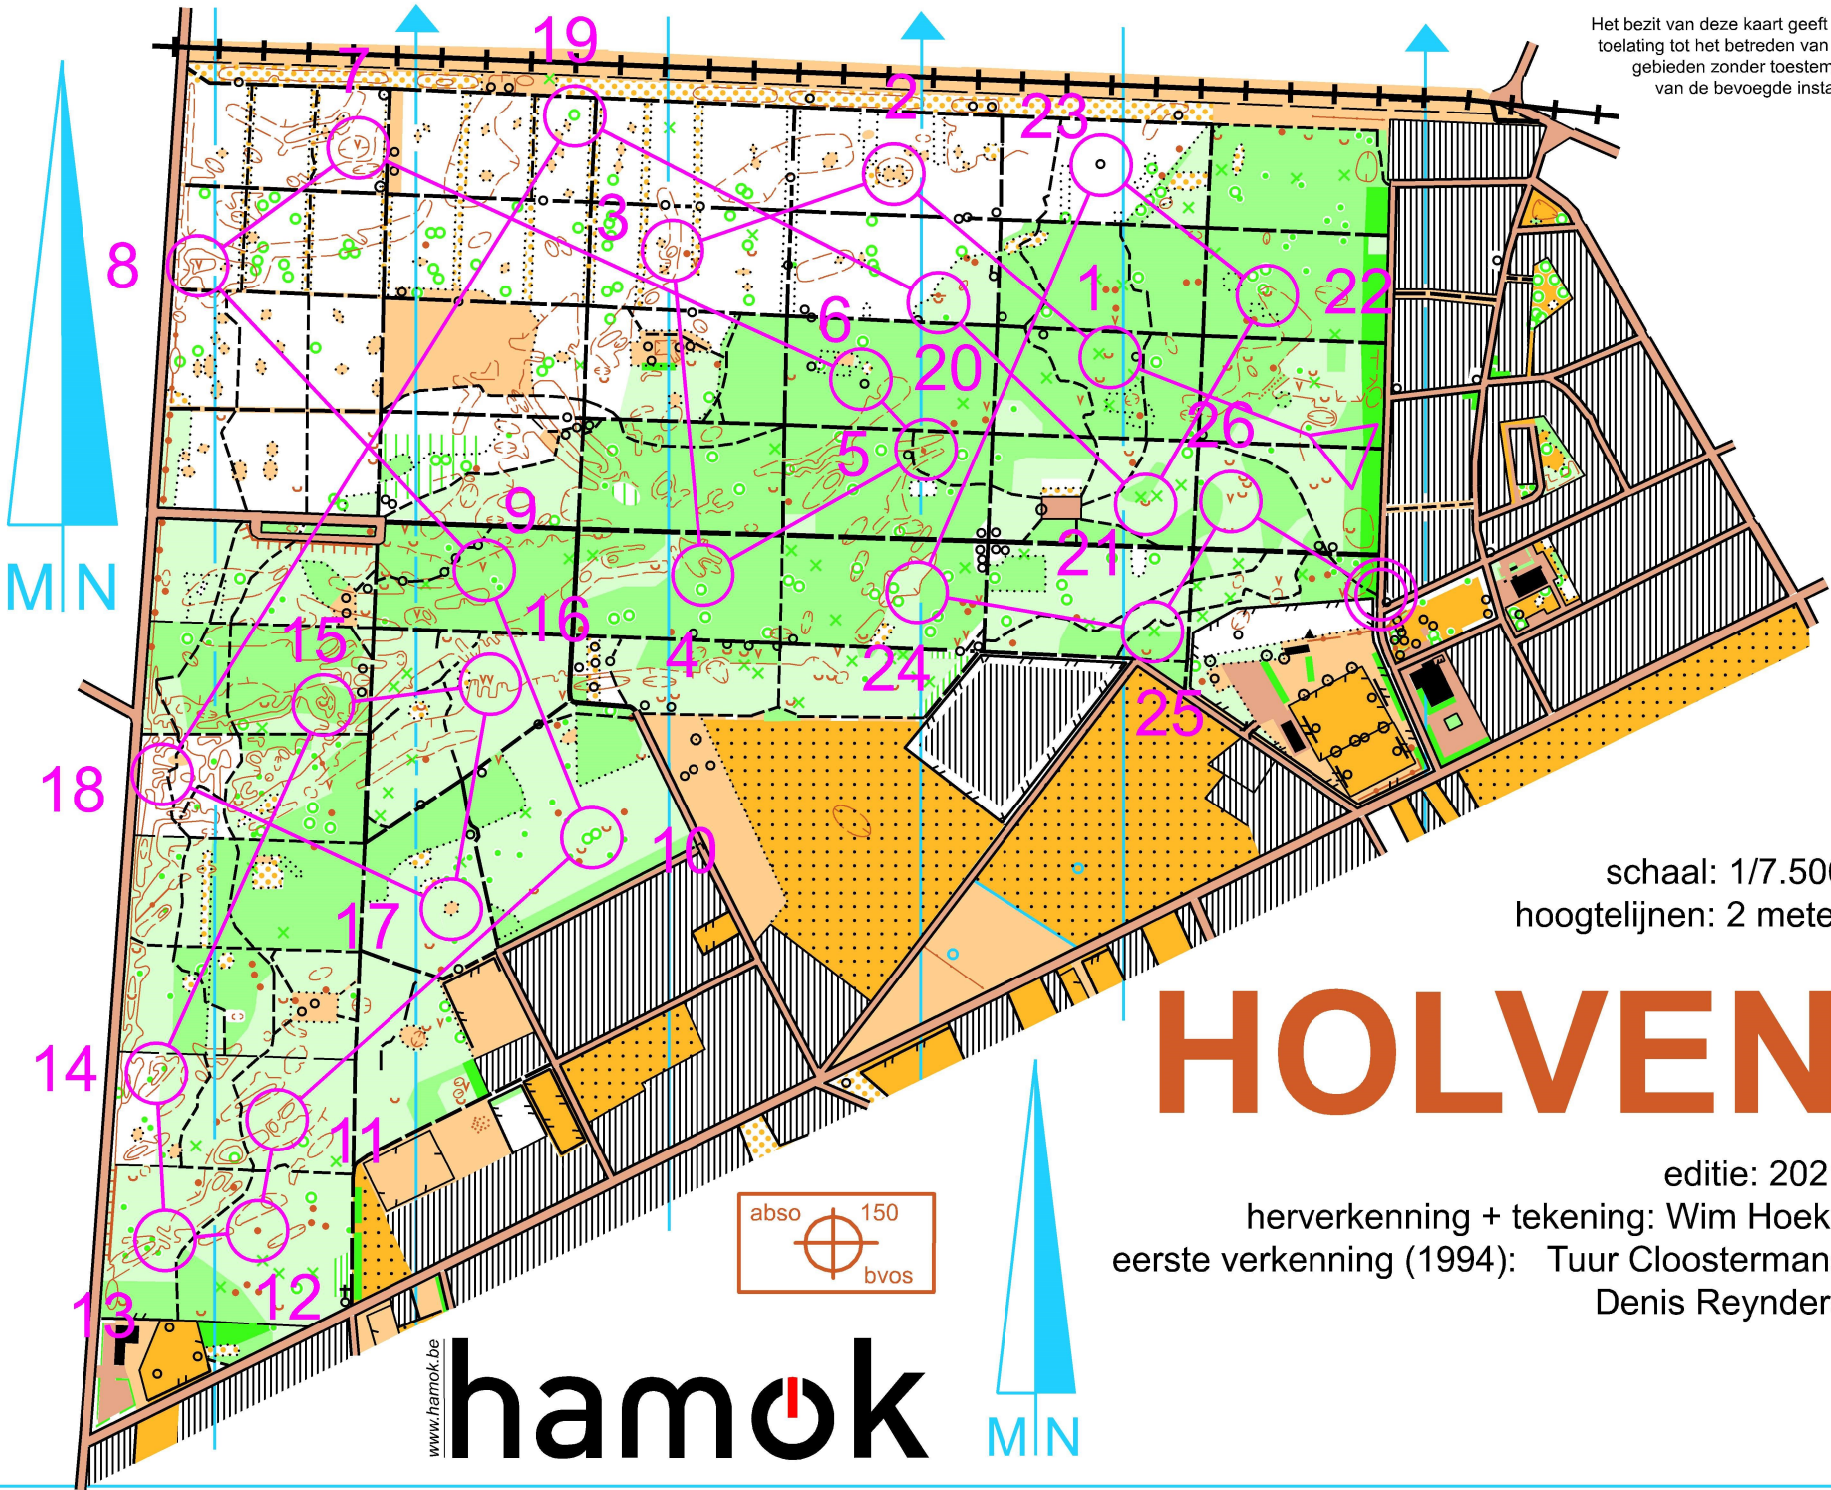 Het bezit van deze kaart geeft
toelating tot het betreden van
gebieden zonder toestem
van de bevoegde insta
19
7
2
23
3
8
1
22
6
20
26
5
9
MN
21
16
15
4
24
25
18
10
schaal: 1/7.500
17
hoogtelijnen: 2 mete
HOLVEN
14
11
editie: 202
abso 150
bvos
herverkenning + tekening: Wim Hoek
eerste verkenning (1994): Tuur Cloosterman
12
13
Denis Reynder
www.hamok.be
hamok
MN